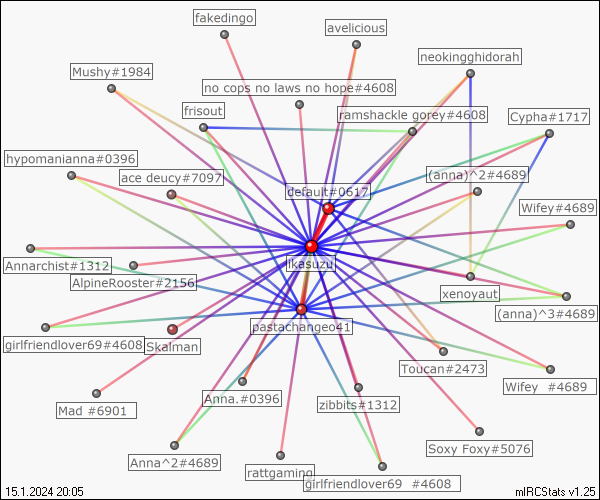 fakedingo
avelicious
neokingghidorah
Mushy#1984
no cops no laws no hope#4608
frisout
ramshackle gorey#4608
Cypha#1717
hypomanianna#0396
ace deucy#7097
(anna)^2#4689
default#0617
Wifey#4689
ikasuzu
Annarchist#1312
AlpineRooster#2156
xenoyaut
(anna)^3#4689
pastachangeo41
girlfriendlover69#4608
Skalman
Toucan#2473
Wifey #4689
Anna.#0396
zibbits#1312
Mad #6901
Soxy Foxy#5076
Anna^2#4689
rattgaming
girlfriendlover69 #4608
15.1.2024 20:05
mIRCStats v1.25